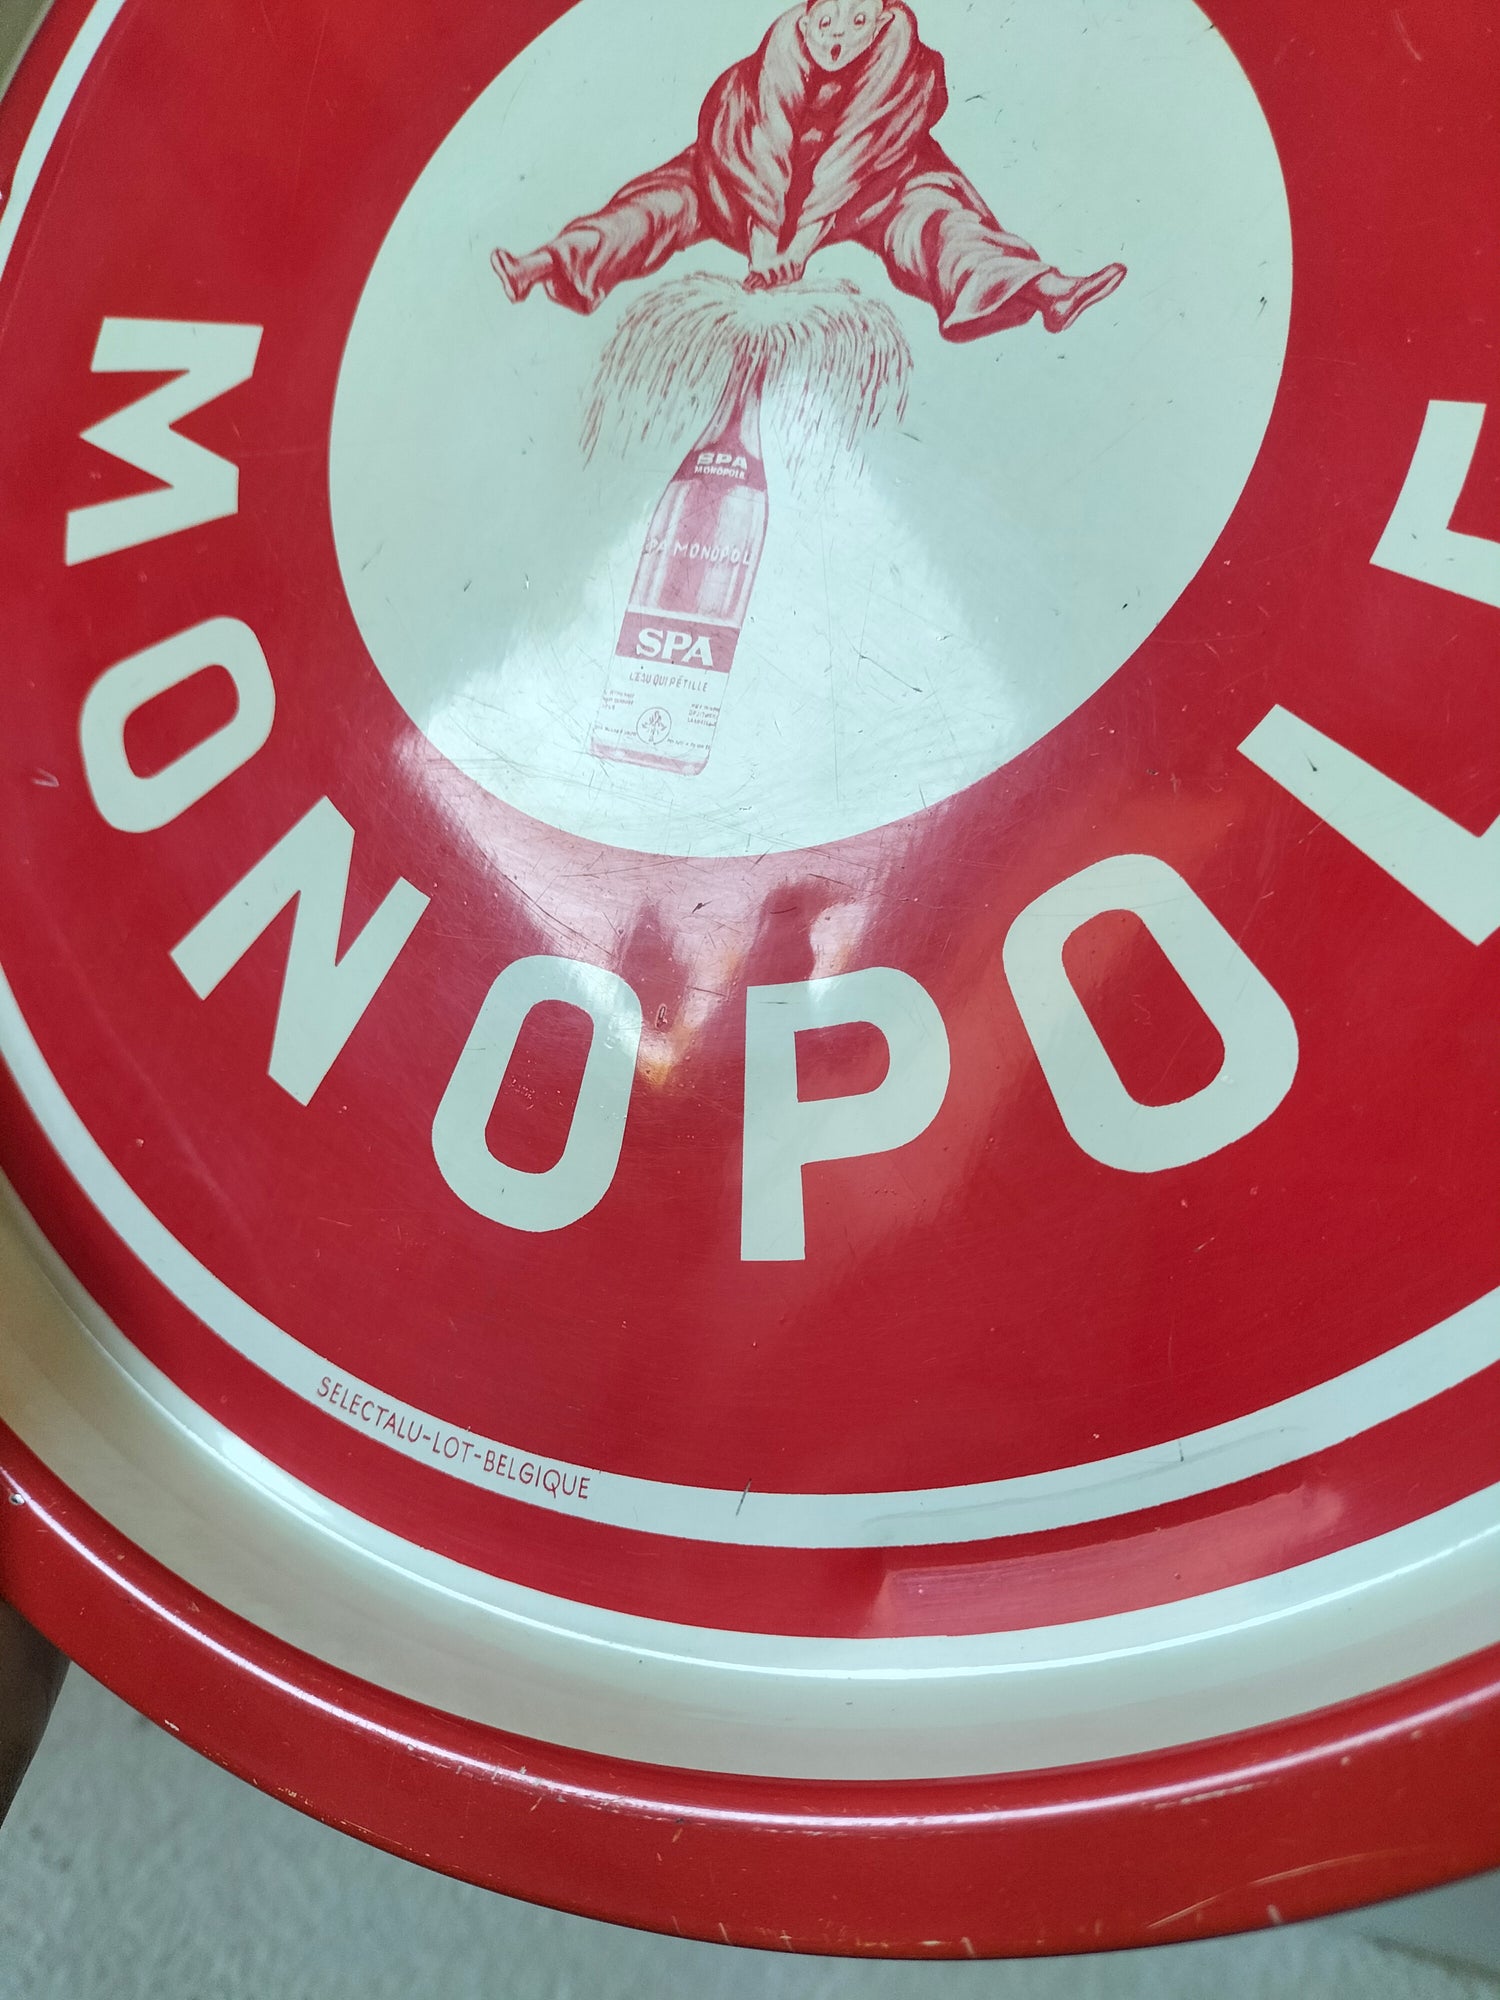 SPA
MONOPOLE
SPA MONOPOL
SPA
L'EAU QUI PÉTILLE
MONOPOLE
SELECTALU-LOT-BELGIQUE